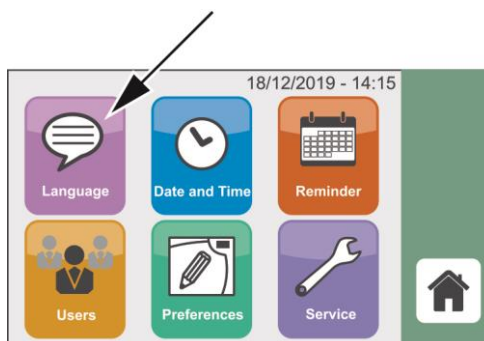 18/12/2019 - 14:15
Language
Date and Time
Reminder
Users
Preferences
Service